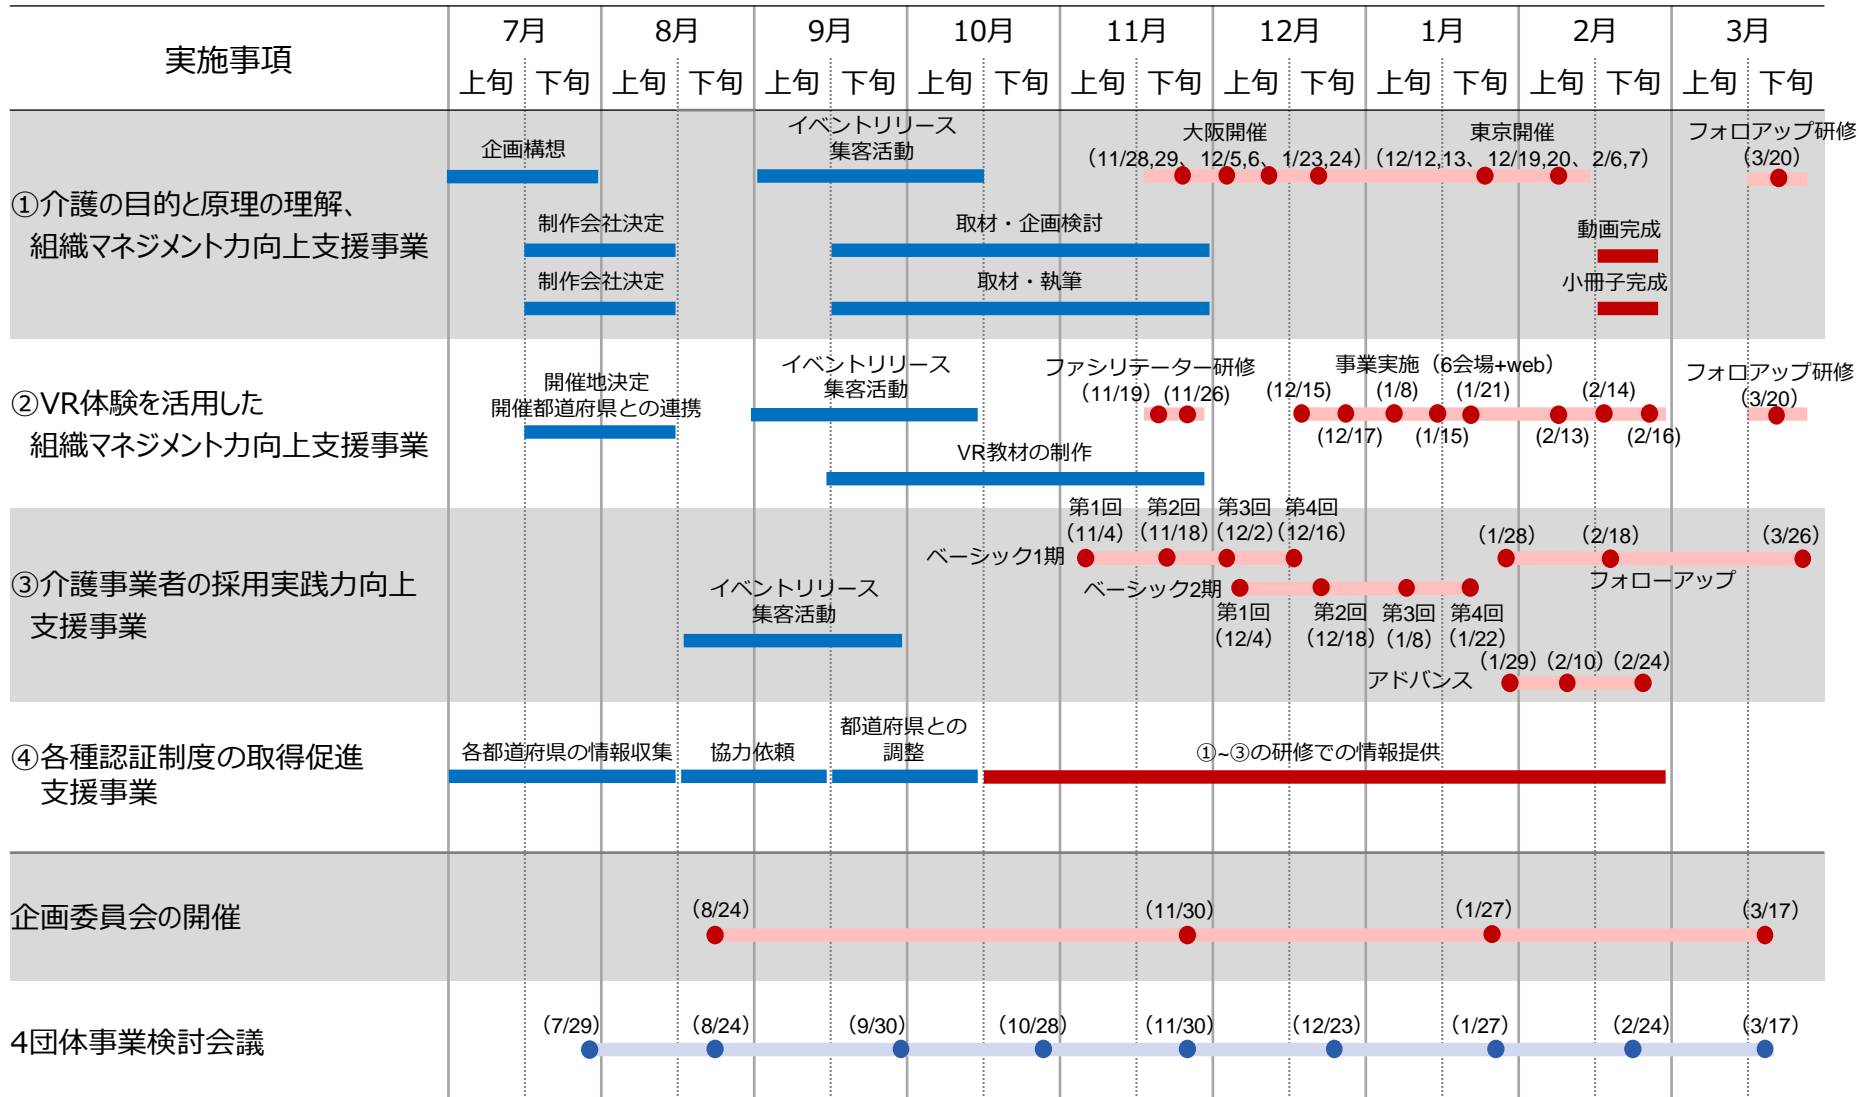 実施事項
7月 8月 9月 10月 11月 12月 1月 2月 3月
上旬 下旬 上旬 下旬 上旬 下旬 上旬 下旬 上旬 下旬 上旬 下旬 上旬 下旬 上旬 下旬 上旬 下旬
①介護の目的と原理の理解、
組織マネジメント力向上支援事業
企画構想
イベントリリース
集客活動
大阪開催
（11/28,29、12/5,6、1/23,24）
東京開催
（12/12,13、12/19,20、2/6,7）
フォロアップ研修
（3/20）
制作会社決定
取材・企画検討
動画完成
制作会社決定
取材・執筆
小冊子完成
②VR体験を活用した
組織マネジメント力向上支援事業
開催地決定
開催都道府県との連携
イベントリリース
集客活動
VR教材の制作
ファシリテーター研修
（11/19） (11/26)
事業実施（6会場+web）
(12/15) (1/8) (1/21) (2/14)
(12/17) (1/15) (2/13) (2/16)
フォロアップ研修
（3/20）
③介護事業者の採用実践力向上
支援事業
イベントリリース
集客活動
第1回 第2回 第3回 第4回
（11/4） （11/18） （12/2） （12/16）
ベーシック1期
（1/28） （2/18） （3/26）
フォローアップ
ベーシック2期
第1回 第2回 第3回 第4回
（12/4） （12/18） （1/8） （1/22）
アドバンス
（1/29） （2/10） （2/24）
④各種認証制度の取得促進
支援事業
各都道府県の情報収集
協力依頼
都道府県との
調整
①~③の研修での情報提供
企画委員会の開催
（8/24） （11/30） （1/27） （3/17）
4団体事業検討会議
（7/29） （8/24） （9/30） （10/28） （11/30） （12/23） （1/27） （2/24） （3/17）